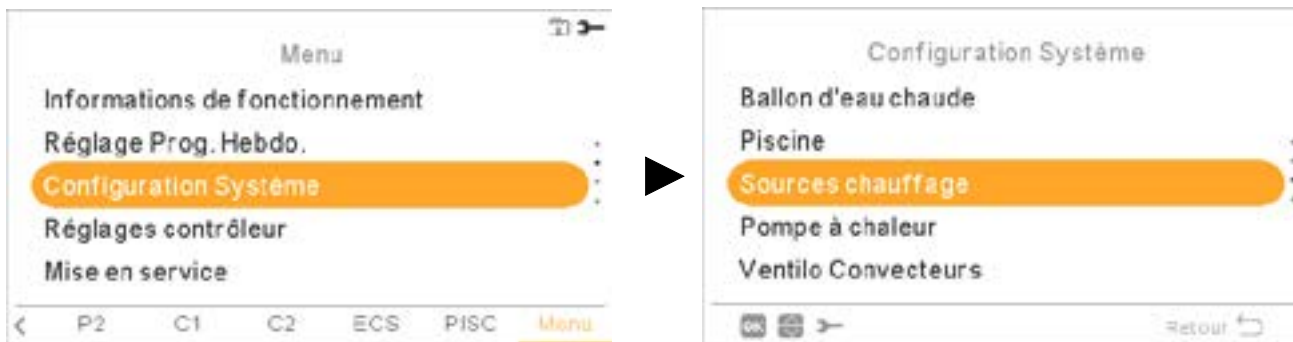 Menu
Informations de fonctionnement
Réglage Prog. Hebdo.
Configuration Système
Réglages contrôleur
Mise en service
< P2 C1 C2 ECS PISC Menu
Configuration Système
Ballon d'eau chaude
Piscine
Sources chauffage
Pompe à chaleur
Ventilo Convecteurs
OK Retour